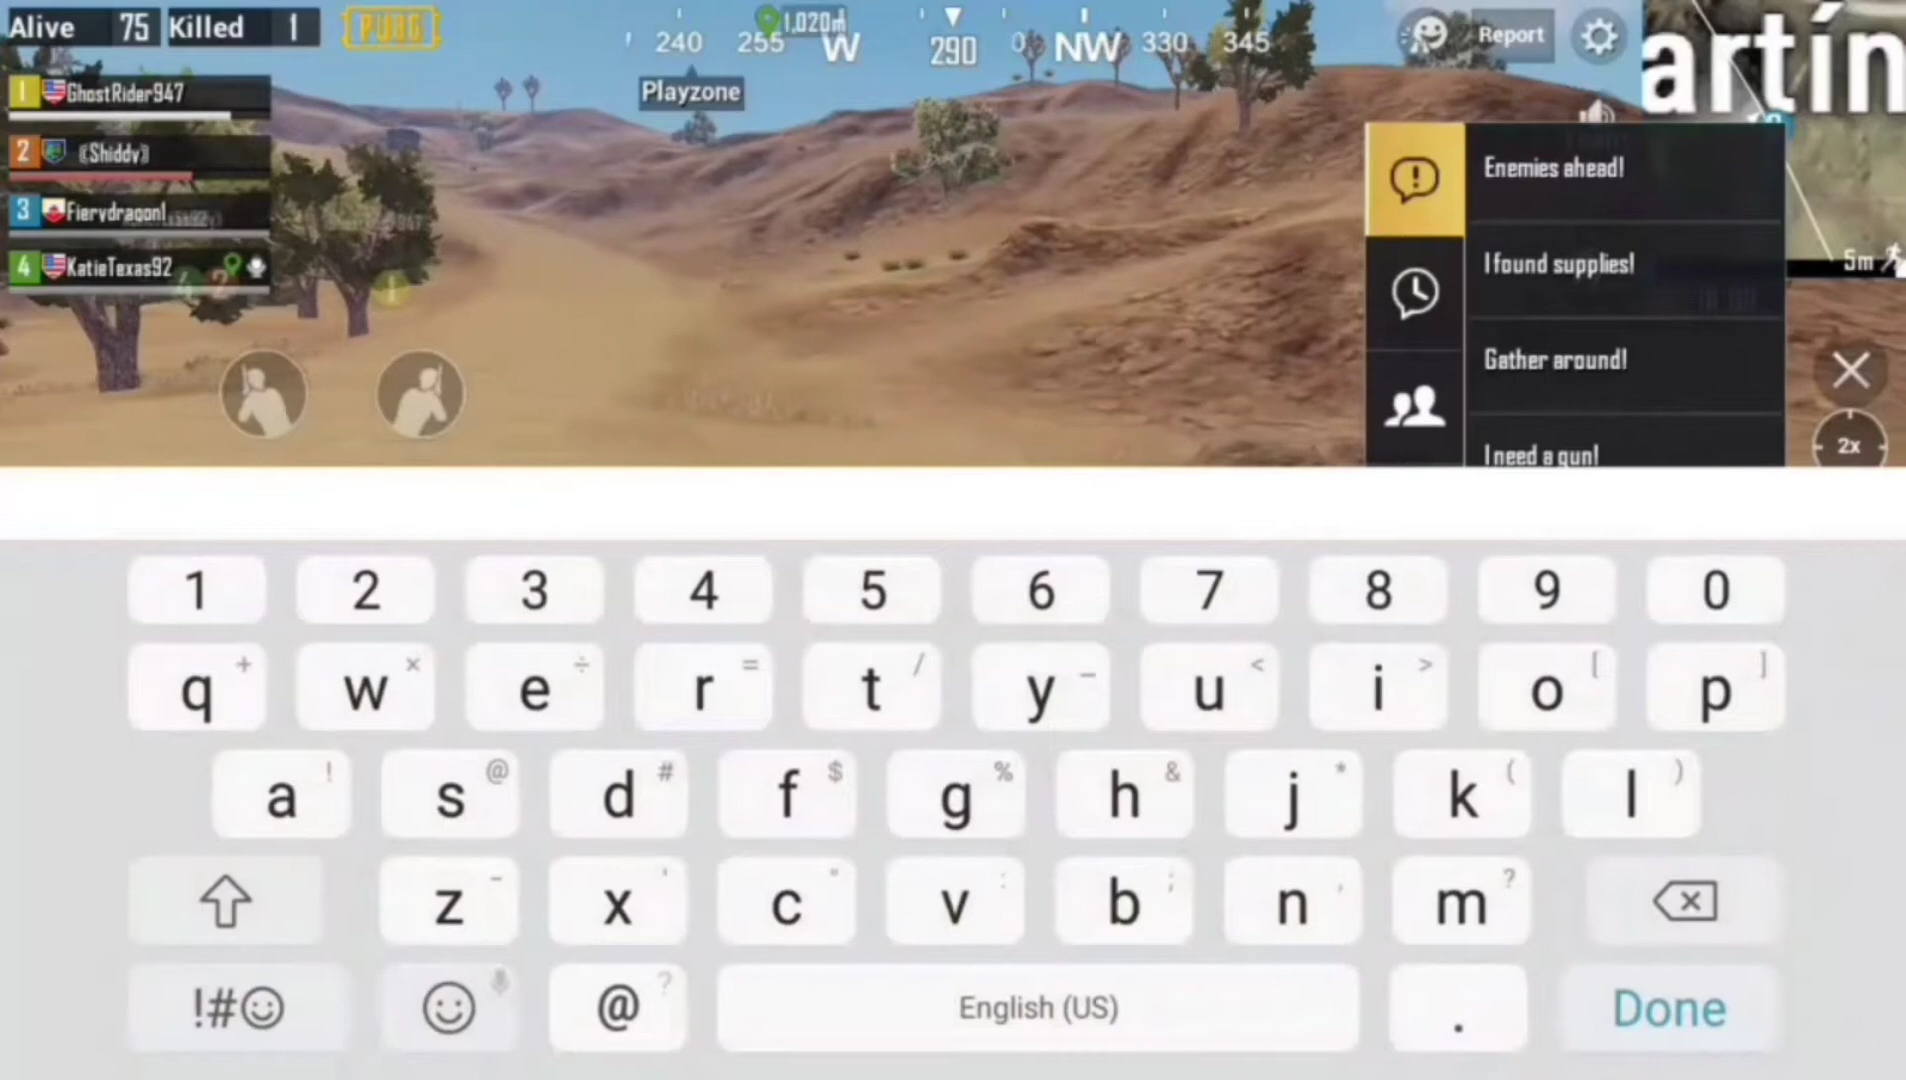 Alive 75 Killed 1 PUBG
240 255 1,020m W 290 NW 330 345
Report
artín
Playzone
1 GhostRider947
2 ⟪Shiddy⟫
3 Fierydragon1
4 KatieTexas92
Enemies ahead!
I found supplies!
Gather around!
I need a gun!
5m
2x
1 2 3 4 5 6 7 8 9 0
q + w × e ÷ r = t / y _ u < i > o [ p ]
a ! s @ d # f $ g % h & j * k ( l )
z - x ' c " v : b ; n , m ?
!#☺ @ ? English (US) . Done